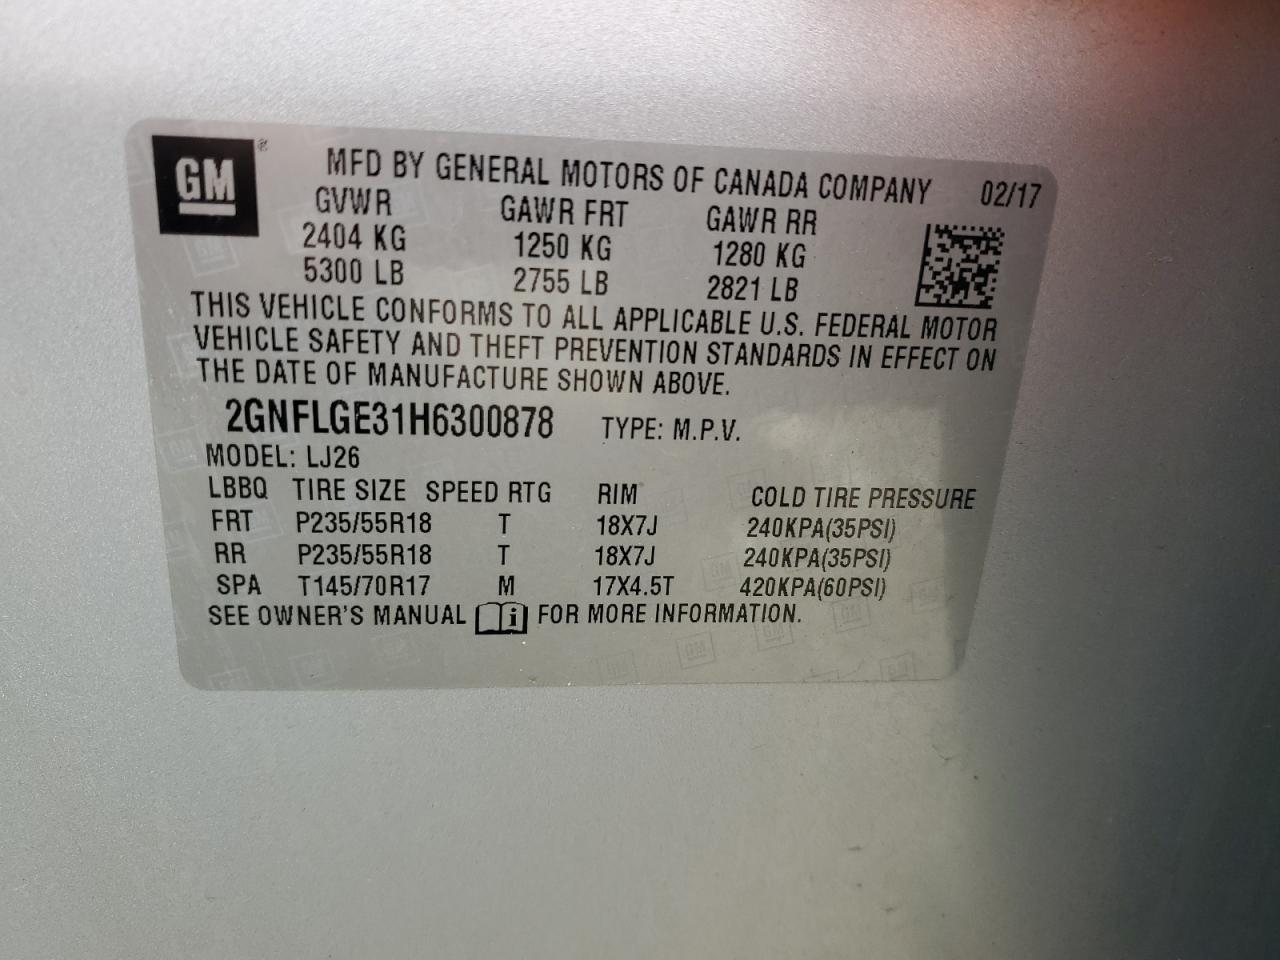 GM®
MFD BY GENERAL MOTORS OF CANADA COMPANY 02/17
GVWR GAWR FRT GAWR RR
2404 KG 1250 KG 1280 KG
5300 LB 2755 LB 2821 LB
THIS VEHICLE CONFORMS TO ALL APPLICABLE U.S. FEDERAL MOTOR
VEHICLE SAFETY AND THEFT PREVENTION STANDARDS IN EFFECT ON
THE DATE OF MANUFACTURE SHOWN ABOVE.
2GNFLGE31H6300878 TYPE: M.P.V.
MODEL: LJ26
LBBQ TIRE SIZE SPEED RTG RIM COLD TIRE PRESSURE
FRT P235/55R18 T 18X7J 240KPA(35PSI)
RR P235/55R18 T 18X7J 240KPA(35PSI)
SPA T145/70R17 M 17X4.5T 420KPA(60PSI)
SEE OWNER'S MANUAL i FOR MORE INFORMATION.